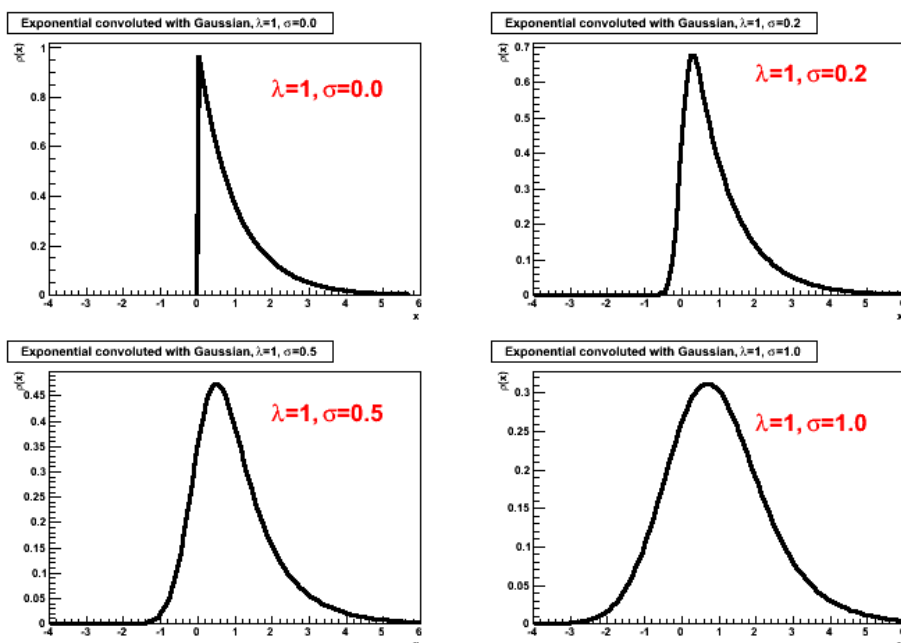 Exponential convoluted with Gaussian, λ=1, σ=0.0
ρ(x)
λ=1, σ=0.0
1
0.8
0.6
0.4
0.2
0
-4 -3 -2 -1 0 1 2 3 4 5 6
x
Exponential convoluted with Gaussian, λ=1, σ=0.2
ρ(x)
λ=1, σ=0.2
0.7
0.6
0.5
0.4
0.3
0.2
0.1
0
-4 -3 -2 -1 0 1 2 3 4 5
x
Exponential convoluted with Gaussian, λ=1, σ=0.5
ρ(x)
λ=1, σ=0.5
0.45
0.4
0.35
0.3
0.25
0.2
0.15
0.1
0.05
0
-4 -3 -2 -1 0 1 2 3 4 5 6
Exponential convoluted with Gaussian, λ=1, σ=1.0
ρ(x)
λ=1, σ=1.0
0.3
0.25
0.2
0.15
0.1
0.05
0
-4 -3 -2 -1 0 1 2 3 4 5